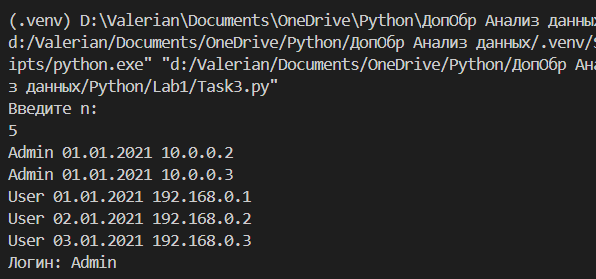 (.venv) D:\Valerian\Documents\OneDrive\Python\ДопОбр Анализ данных
d:/Valerian/Documents/OneDrive/Python/ДопОбр Анализ данных/.venv/S
ipts/python.exe" "d:/Valerian/Documents/OneDrive/Python/ДопОбр Ана
з данных/Python/Lab1/Task3.py"
Введите n:
5
Admin 01.01.2021 10.0.0.2
Admin 01.01.2021 10.0.0.3
User 01.01.2021 192.168.0.1
User 02.01.2021 192.168.0.2
User 03.01.2021 192.168.0.3
Логин: Admin